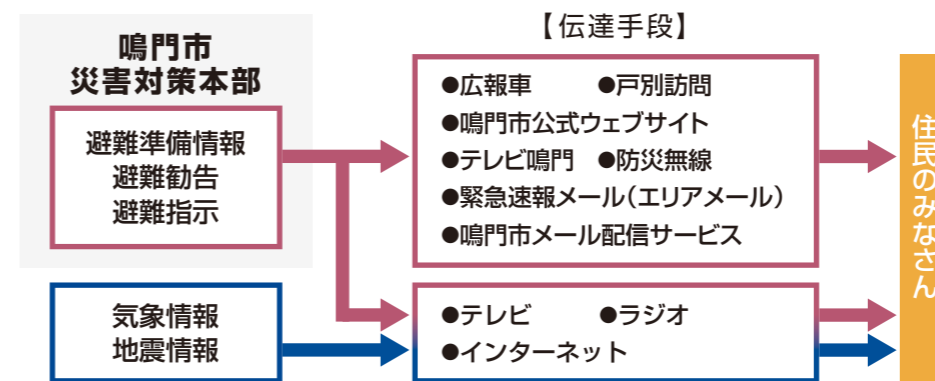 鳴門市
災害対策本部
避難準備情報
避難勧告
避難指示
気象情報
地震情報
【伝達手段】
●広報車 ●戸別訪問
●鳴門市公式ウェブサイト
●テレビ鳴門 ●防災無線
●緊急速報メール（エリアメール）
●鳴門市メール配信サービス
●テレビ ●ラジオ
●インターネット
住民のみなさん